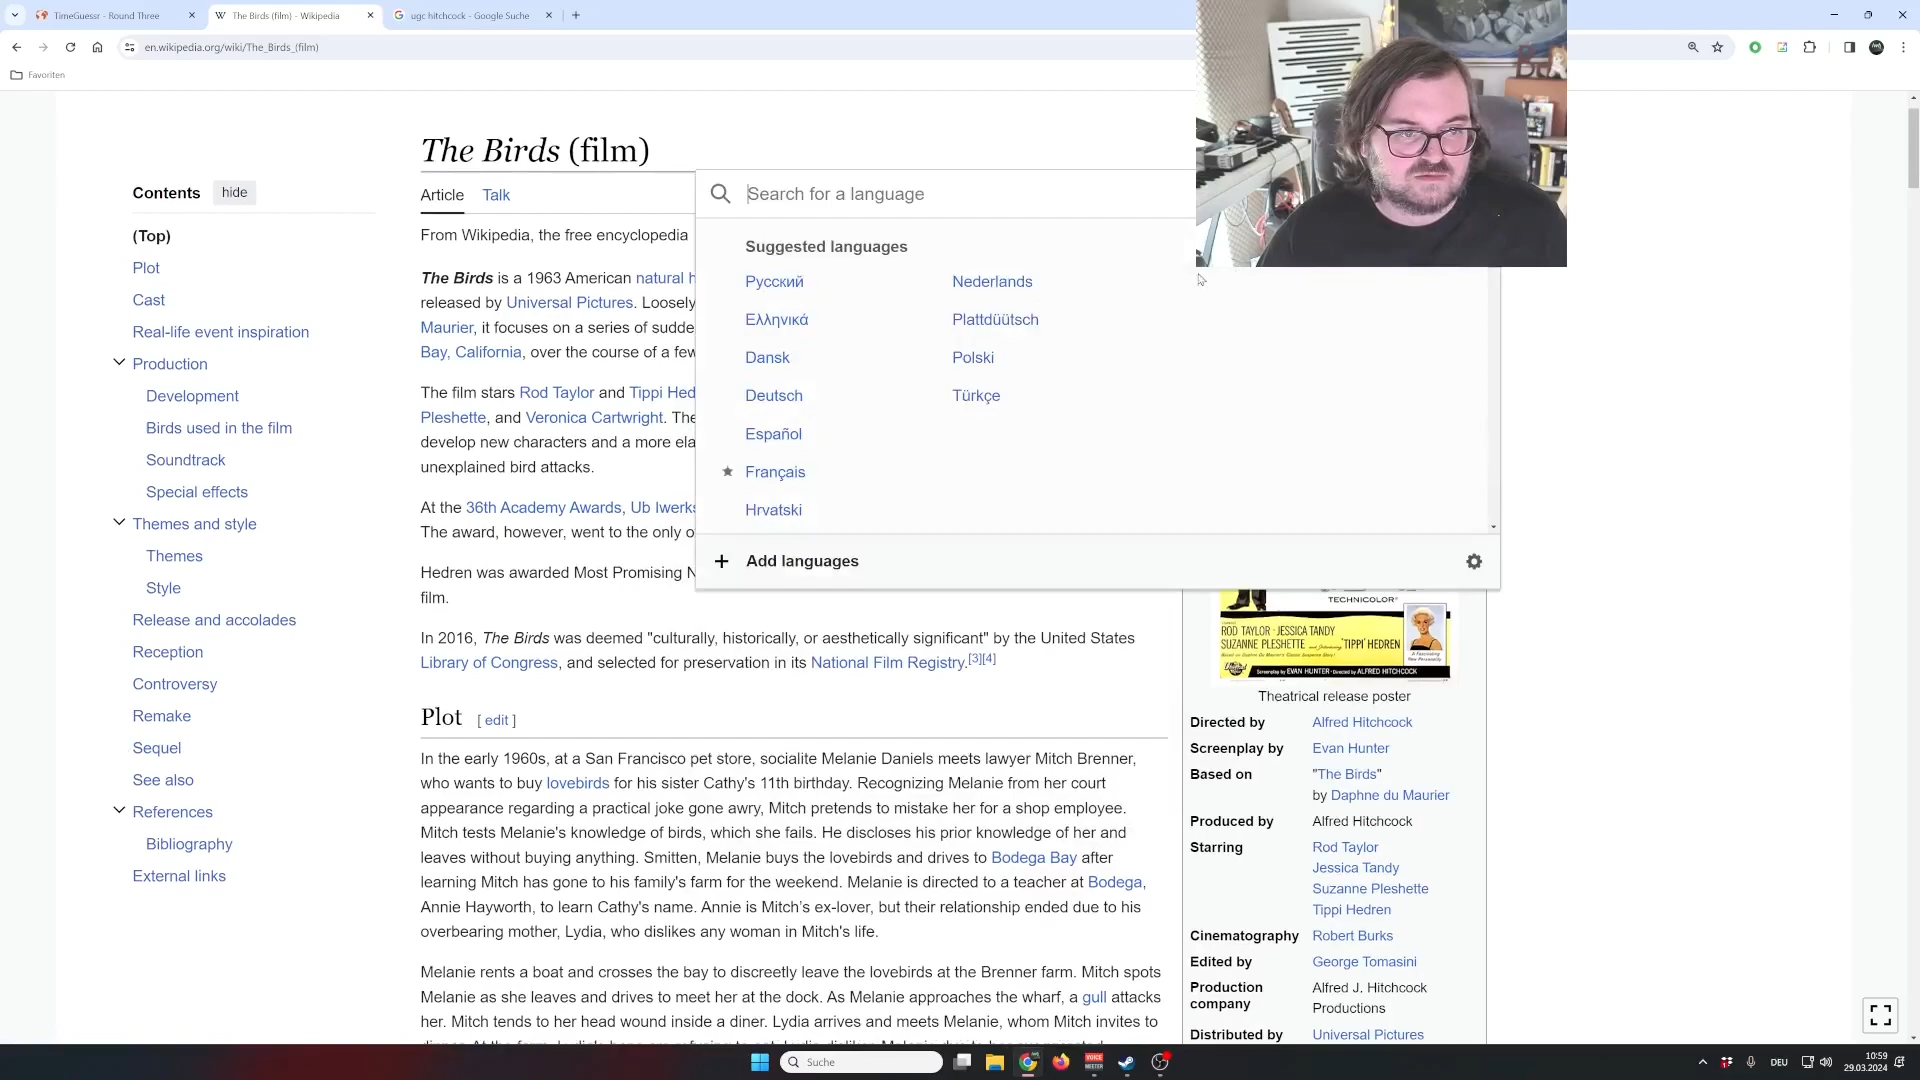 TimeGuessr - Round Three
The Birds (film) - Wikipedia
ugc hitchcock - Google Suche
en.wikipedia.org/wiki/The_Birds_(film)
Favoriten
The Birds (film)
Contents
hide
(Top)
Plot
Cast
Real-life event inspiration
Production
Development
Birds used in the film
Soundtrack
Special effects
Themes and style
Themes
Style
Release and accolades
Reception
Controversy
Remake
Sequel
See also
References
Bibliography
External links
Article
Talk
From Wikipedia, the free encyclopedia
The Birds is a 1963 American natural h
released by Universal Pictures. Loosely
Maurier, it focuses on a series of sudde
Bay, California, over the course of a few
The film stars Rod Taylor and Tippi Hed
Pleshette, and Veronica Cartwright. The
develop new characters and a more ela
unexplained bird attacks.
At the 36th Academy Awards, Ub Iwerks
The award, however, went to the only o
Hedren was awarded Most Promising N
film.
In 2016, The Birds was deemed "culturally, historically, or aesthetically significant" by the United States
Library of Congress, and selected for preservation in its National Film Registry.[3][4]
Search for a language
Suggested languages
Русский
Ελληνικά
Dansk
Deutsch
Español
Français
Hrvatski
Nederlands
Plattdüütsch
Polski
Türkçe
Add languages
Plot [ edit ]
In the early 1960s, at a San Francisco pet store, socialite Melanie Daniels meets lawyer Mitch Brenner,
who wants to buy lovebirds for his sister Cathy's 11th birthday. Recognizing Melanie from her court
appearance regarding a practical joke gone awry, Mitch pretends to mistake her for a shop employee.
Mitch tests Melanie's knowledge of birds, which she fails. He discloses his prior knowledge of her and
leaves without buying anything. Smitten, Melanie buys the lovebirds and drives to Bodega Bay after
learning Mitch has gone to his family's farm for the weekend. Melanie is directed to a teacher at Bodega,
Annie Hayworth, to learn Cathy's name. Annie is Mitch's ex-lover, but their relationship ended due to his
overbearing mother, Lydia, who dislikes any woman in Mitch's life.
Melanie rents a boat and crosses the bay to discreetly leave the lovebirds at the Brenner farm. Mitch spots
Melanie as she leaves and drives to meet her at the dock. As Melanie approaches the wharf, a gull attacks
her. Mitch tends to her head wound inside a diner. Lydia arrives and meets Melanie, whom Mitch invites to
TECHNICOLOR®
ROD TAYLOR · JESSICA TANDY
SUZANNE PLESHETTE 'TIPPI' HEDREN
Screenplay by EVAN HUNTER · Directed by ALFRED HITCHCOCK
Theatrical release poster
Directed by Alfred Hitchcock
Screenplay by Evan Hunter
Based on "The Birds"
by Daphne du Maurier
Produced by Alfred Hitchcock
Starring Rod Taylor
Jessica Tandy
Suzanne Pleshette
Tippi Hedren
Cinematography Robert Burks
Edited by George Tomasini
Production company Alfred J. Hitchcock
Productions
Distributed by Universal Pictures
Suche
VOICE
MEETER
DEU
10:59
29.03.2024